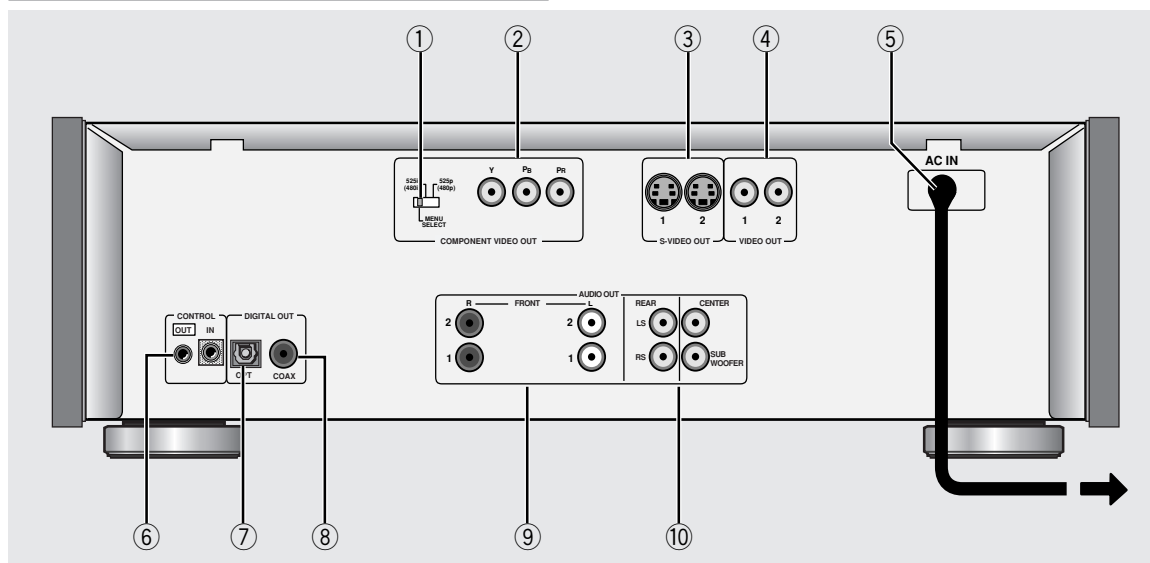 ① ② ③ ④ ⑤
AC IN
Y PB PR
525i 525p
(480i) (480p)
MENU
SELECT
COMPONENT VIDEO OUT
1 2
S-VIDEO OUT
1 2
VIDEO OUT
CONTROL
OUT IN
DIGITAL OUT
OPT COAX
AUDIO OUT
R FRONT L
2 2
1 1
REAR
LS
RS
CENTER
SUB
WOOFER
⑥ ⑦ ⑧ ⑨ ⑩